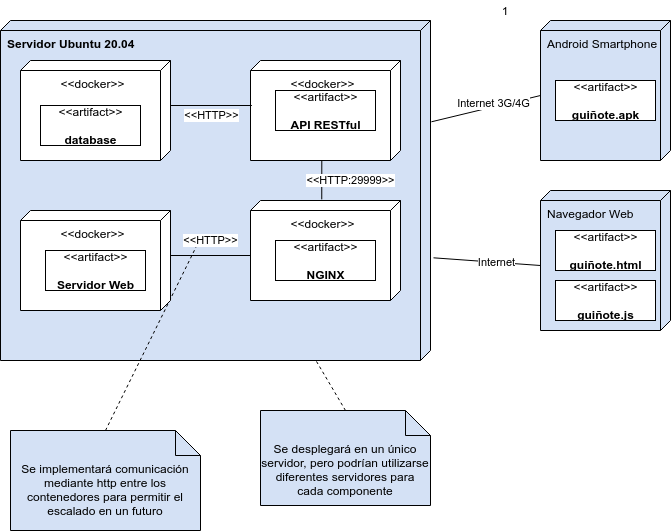 1
Servidor Ubuntu 20.04
<<docker>>
<<artifact>>
database
<<HTTP>>
<<docker>>
<<artifact>>
API RESTful
<<HTTP:29999>>
<<docker>>
<<artifact>>
Servidor Web
<<HTTP>>
<<docker>>
<<artifact>>
NGINX
Internet 3G/4G
Android Smartphone
<<artifact>>
guiñote.apk
Internet
Navegador Web
<<artifact>>
guiñote.html
<<artifact>>
guiñote.js
Se implementará comunicación
mediante http entre los
contenedores para permitir el
escalado en un futuro
Se desplegará en un único
servidor, pero podrían utilizarse
diferentes servidores para
cada componente